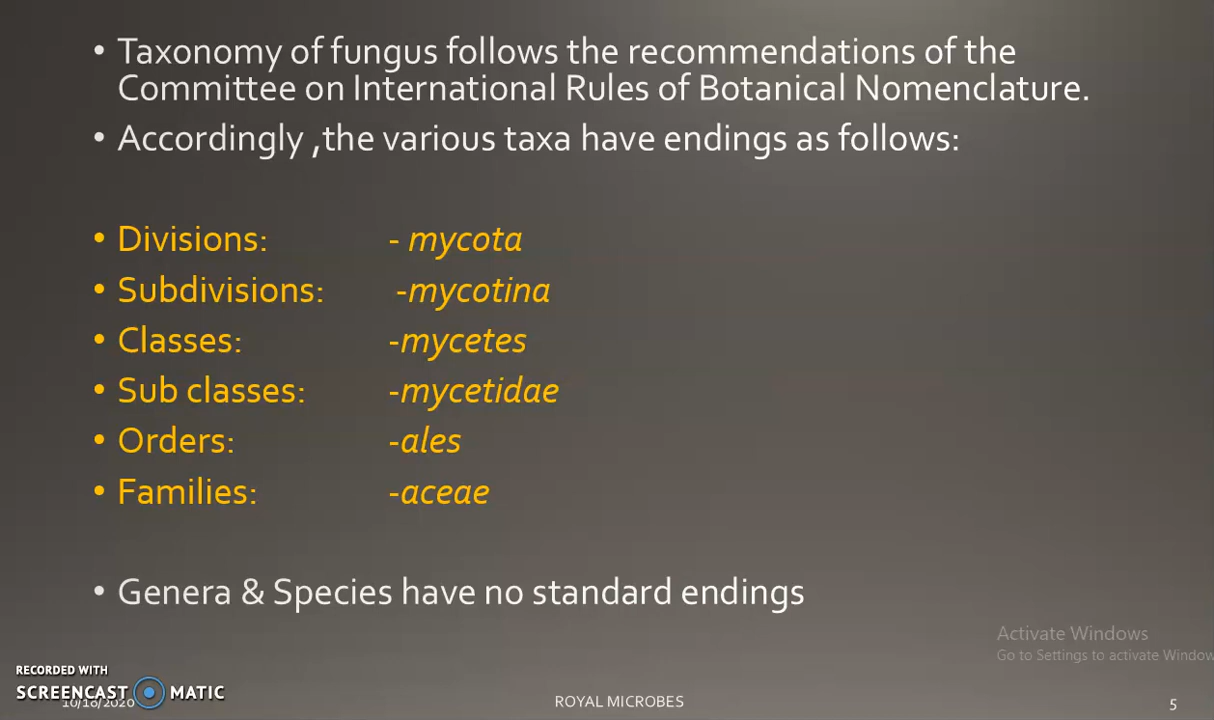 • Taxonomy of fungus follows the recommendations of the
Committee on International Rules of Botanical Nomenclature.
• Accordingly ,the various taxa have endings as follows:
• Divisions: - mycota
• Subdivisions: -mycotina
• Classes: -mycetes
• Sub classes: -mycetidae
• Orders: -ales
• Families: -aceae
• Genera & Species have no standard endings
Activate Windows
Go to Settings to activate Window
RECORDED WITH
SCREENCAST MATIC
10/18/2020 ROYAL MICROBES 5